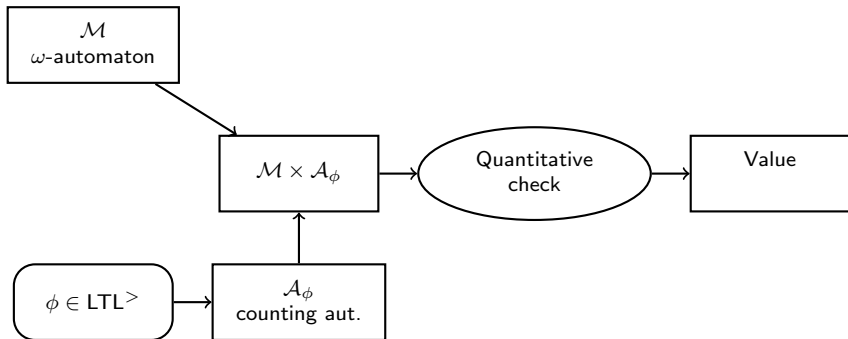 ℳ
ω-automaton
ℳ × 𝒜_ϕ
Quantitative
check
Value
ϕ ∈ LTL^>
𝒜_ϕ
counting aut.